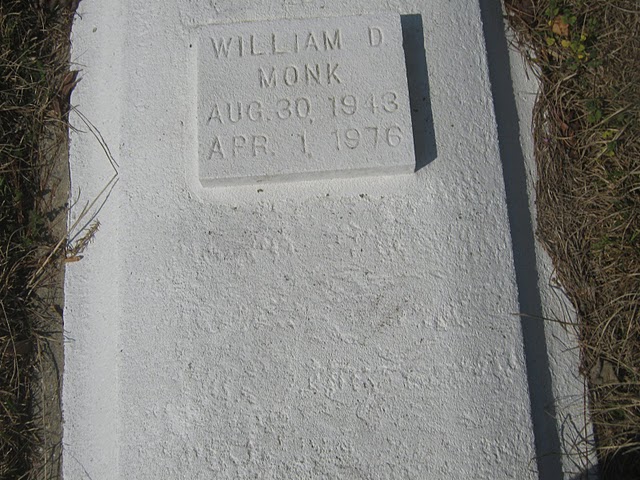 WILLIAM D
MONK
AUG. 30, 1943
APR. 1, 1976